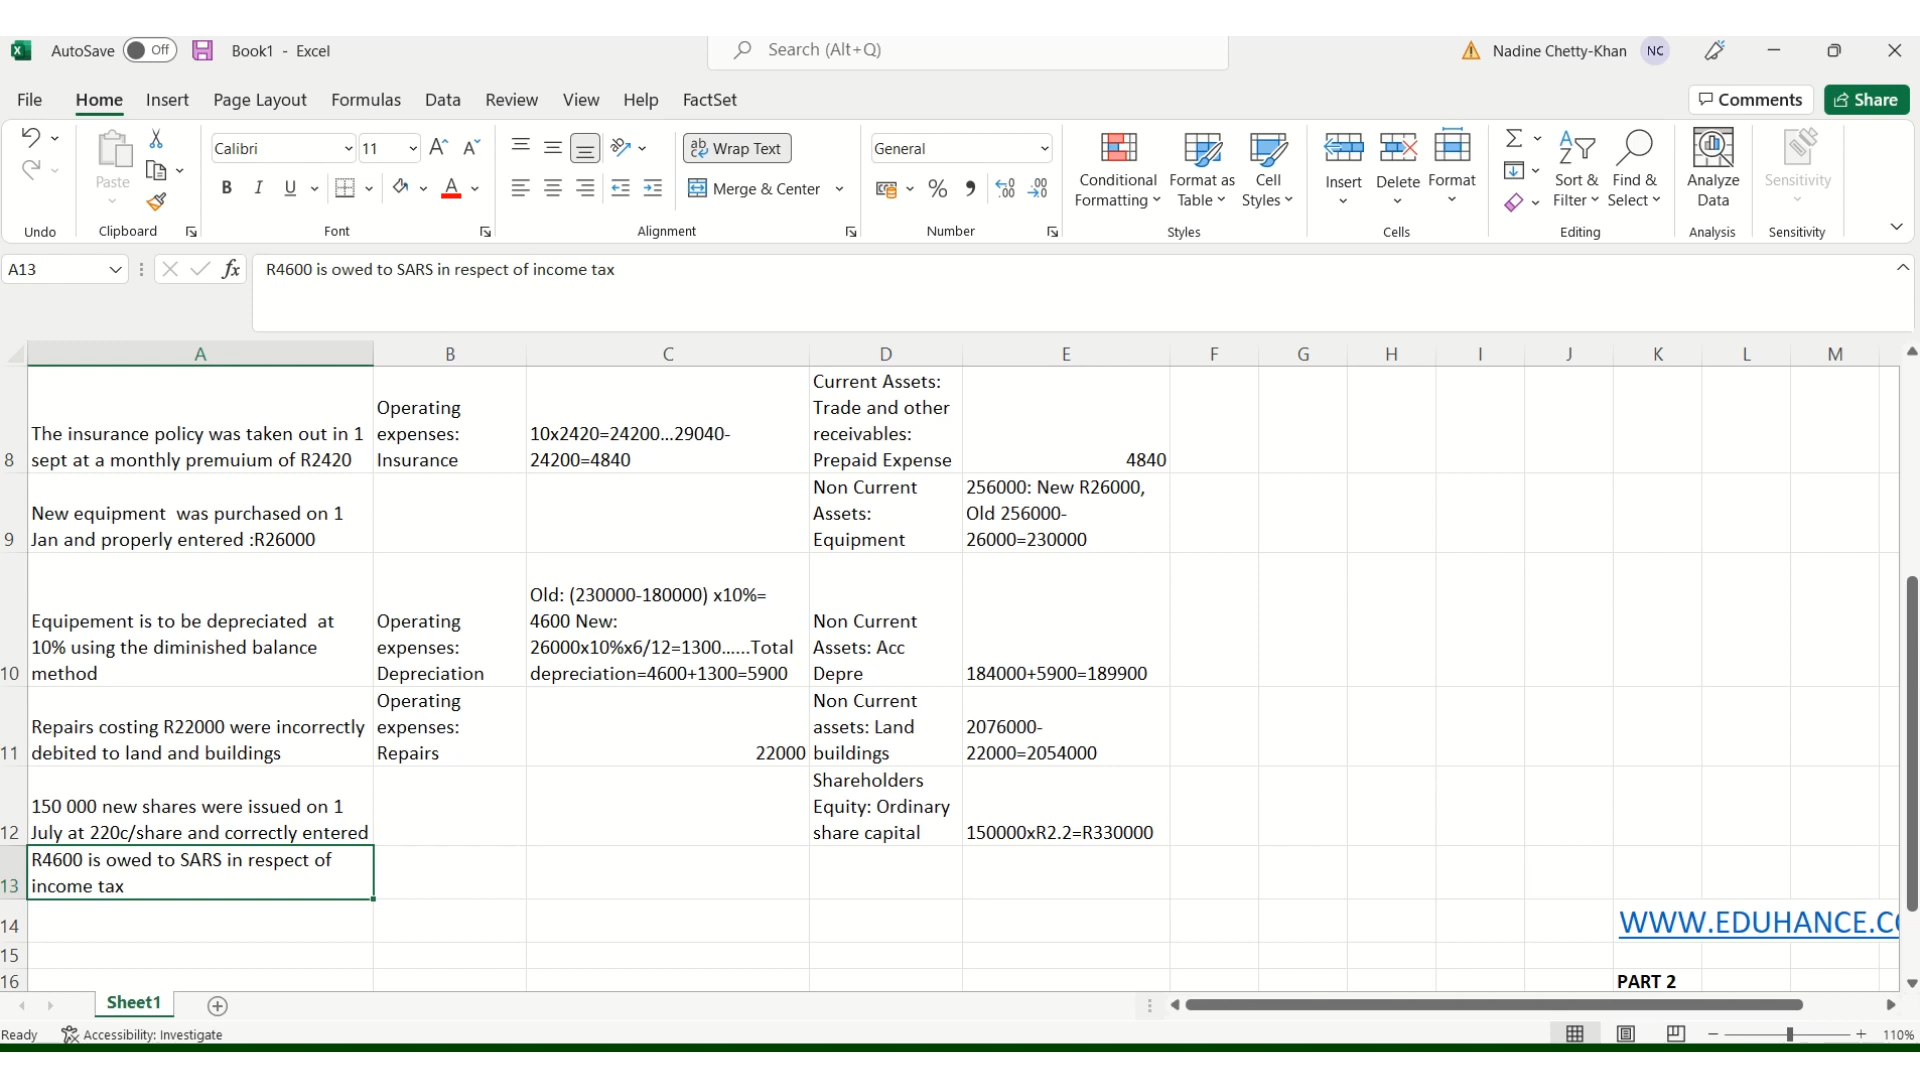 AutoSave Off Book1 - Excel Search (Alt+Q) Nadine Chetty-Khan NC
File Home Insert Page Layout Formulas Data Review View Help FactSet Comments Share
Calibri 11 A A ab Wrap Text General
Paste B I U A Merge & Center % Conditional Formatting Format as Table Cell Styles Insert Delete Format Sort & Filter Find & Select Analyze Data Sensitivity
Undo Clipboard Font Alignment Number Styles Cells Editing Analysis Sensitivity
A13 fx R4600 is owed to SARS in respect of income tax
A B C D E F G H I J K L M
8
The insurance policy was taken out in 1
sept at a monthly premuium of R2420
Operating
expenses:
Insurance
10x2420=24200...29040-
24200=4840
Current Assets:
Trade and other
receivables:
Prepaid Expense
4840
9
New equipment was purchased on 1
Jan and properly entered :R26000
Non Current
Assets:
Equipment
256000: New R26000,
Old 256000-
26000=230000
10
Equipement is to be depreciated at
10% using the diminished balance
method
Operating
expenses:
Depreciation
Old: (230000-180000) x10%=
4600 New:
26000x10%x6/12=1300......Total
depreciation=4600+1300=5900
Non Current
Assets: Acc
Depre
184000+5900=189900
11
Repairs costing R22000 were incorrectly
debited to land and buildings
Operating
expenses:
Repairs
22000
Non Current
assets: Land
buildings
2076000-
22000=2054000
12
150 000 new shares were issued on 1
July at 220c/share and correctly entered
Shareholders
Equity: Ordinary
share capital
150000xR2.2=R330000
13
R4600 is owed to SARS in respect of
income tax
14
WWW.EDUHANCE.CO
15
16
PART 2
Sheet1
Ready Accessibility: Investigate 110%